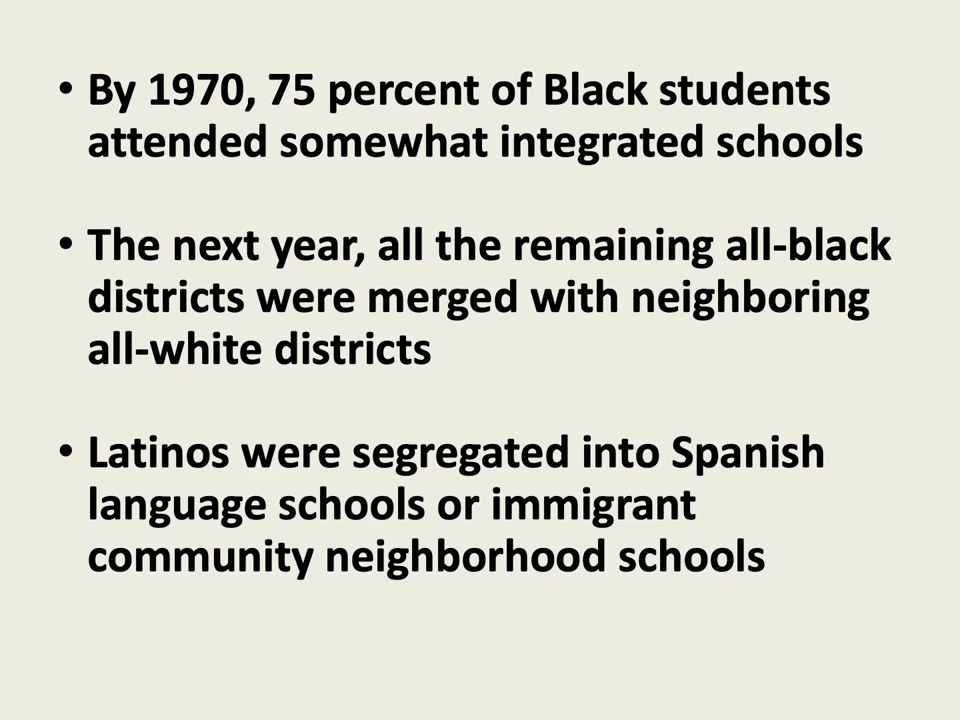 • By 1970, 75 percent of Black students
attended somewhat integrated schools
• The next year, all the remaining all-black
districts were merged with neighboring
all-white districts
• Latinos were segregated into Spanish
language schools or immigrant
community neighborhood schools